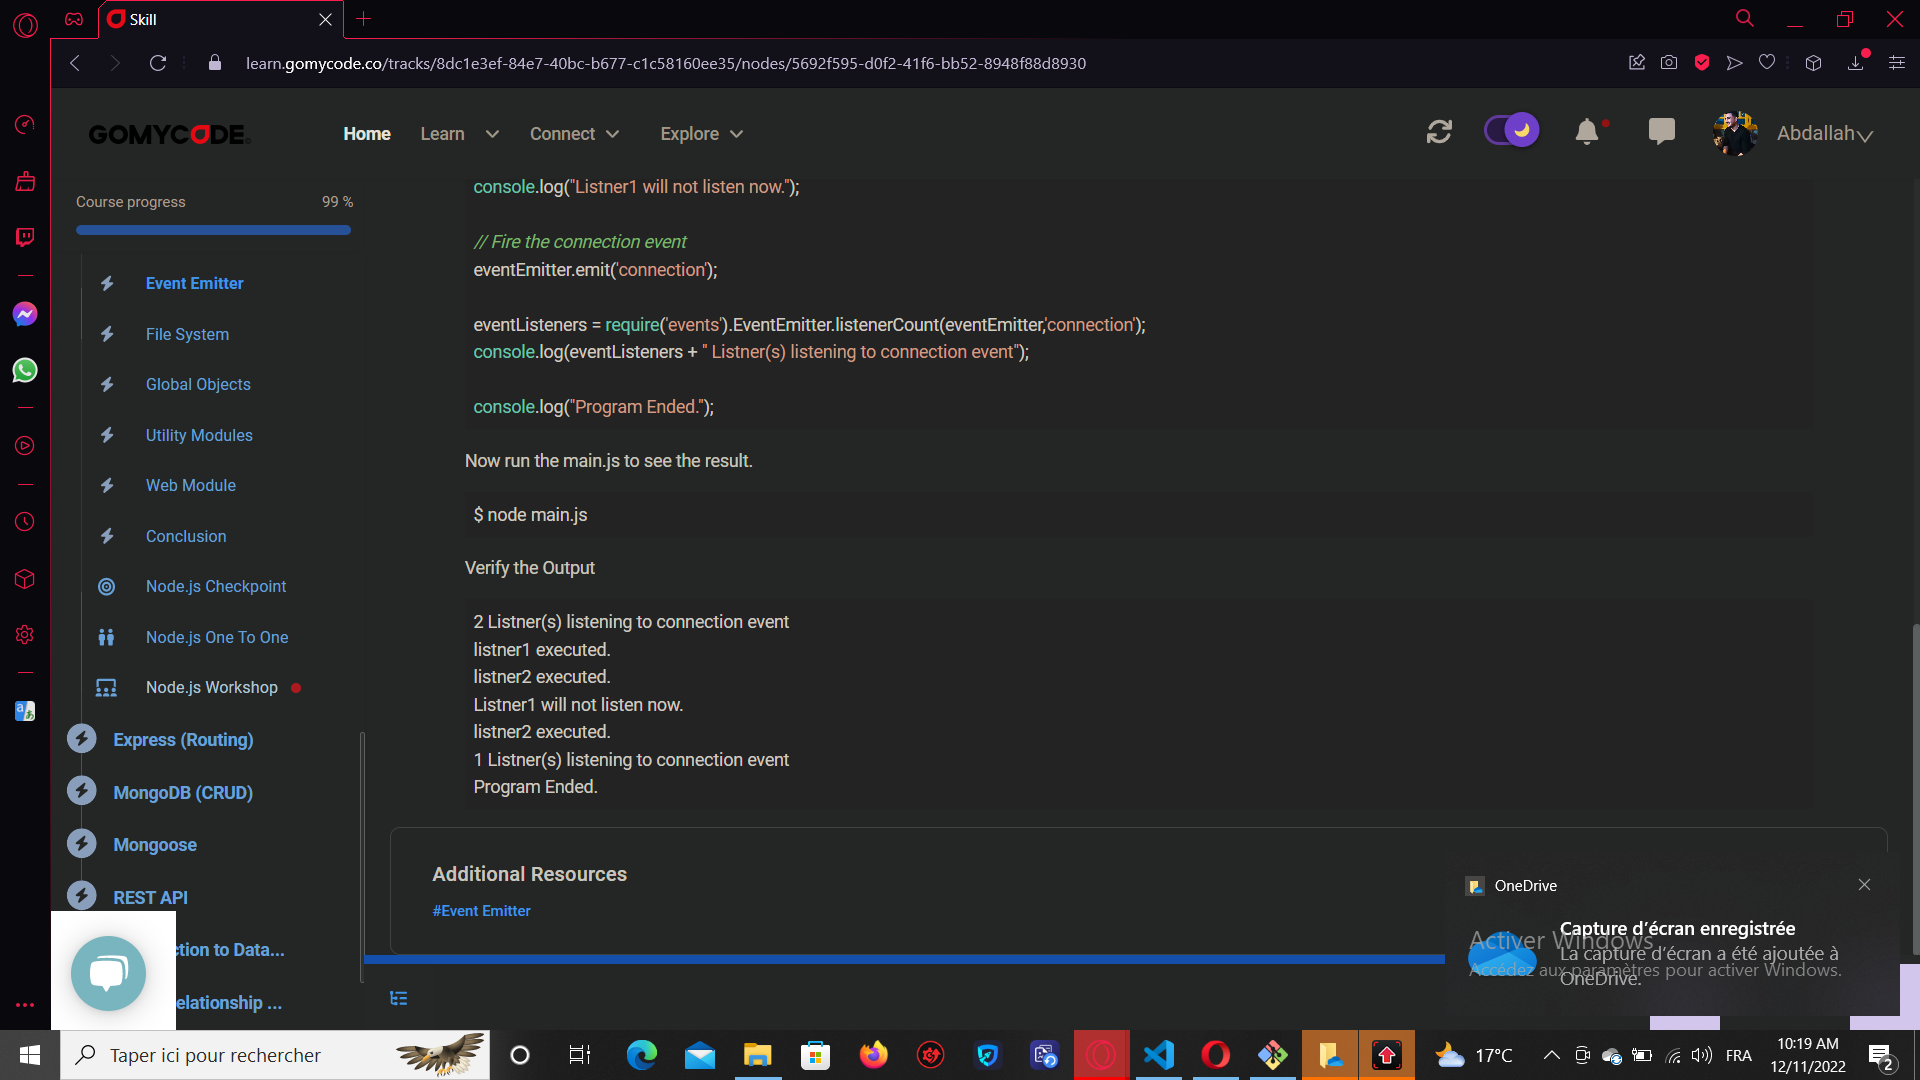 Skill
learn.gomycode.co/tracks/8dc1e3ef-84e7-40bc-b677-c1c58160ee35/nodes/5692f595-d0f2-41f6-bb52-8948f88d8930
GOMYCODE
Home
Learn
Connect
Explore
Abdallah
Course progress
99 %
Event Emitter
File System
Global Objects
Utility Modules
Web Module
Conclusion
Node.js Checkpoint
Node.js One To One
Node.js Workshop
Express (Routing)
MongoDB (CRUD)
Mongoose
REST API
ction to Data...
elationship ...
console.log("Listner1 will not listen now.");
// Fire the connection event
eventEmitter.emit('connection');
eventListeners = require('events').EventEmitter.listenerCount(eventEmitter,'connection');
console.log(eventListeners + " Listner(s) listening to connection event");
console.log("Program Ended.");
Now run the main.js to see the result.
$ node main.js
Verify the Output
2 Listner(s) listening to connection event
listner1 executed.
listner2 executed.
Listner1 will not listen now.
listner2 executed.
1 Listner(s) listening to connection event
Program Ended.
Additional Resources
#Event Emitter
OneDrive
Capture d'écran enregistrée
La capture d'écran a été ajoutée à
OneDrive.
Activer Windows
Accédez aux paramètres pour activer Windows.
Taper ici pour rechercher
17°C
FRA
10:19 AM
12/11/2022
2